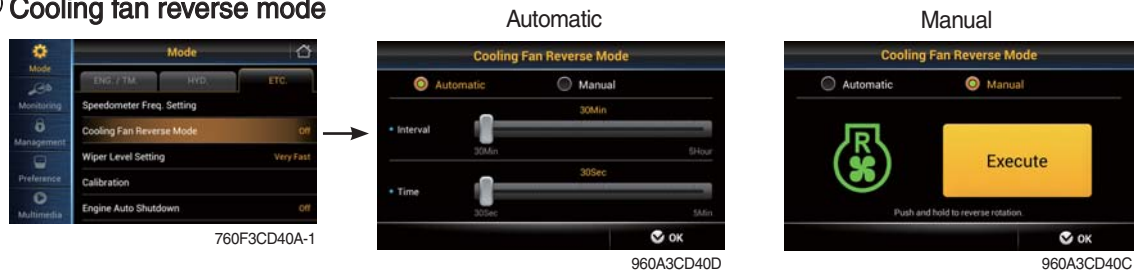 Cooling fan reverse mode
Mode
Mode
ENG. / TM.
HYD.
ETC.
Monitoring
Management
Preference
Multimedia
Speedometer Freq. Setting
Cooling Fan Reverse Mode Off
Wiper Level Setting Very Fast
Calibration
Engine Auto Shutdown Off
760F3CD40A-1
Automatic
Cooling Fan Reverse Mode
Automatic Manual
30Min
• Interval
30Min 5Hour
30Sec
• Time
30Sec 5Min
OK
960A3CD40D
Manual
Cooling Fan Reverse Mode
Automatic Manual
R
Execute
Push and hold to reverse rotation.
OK
960A3CD40C